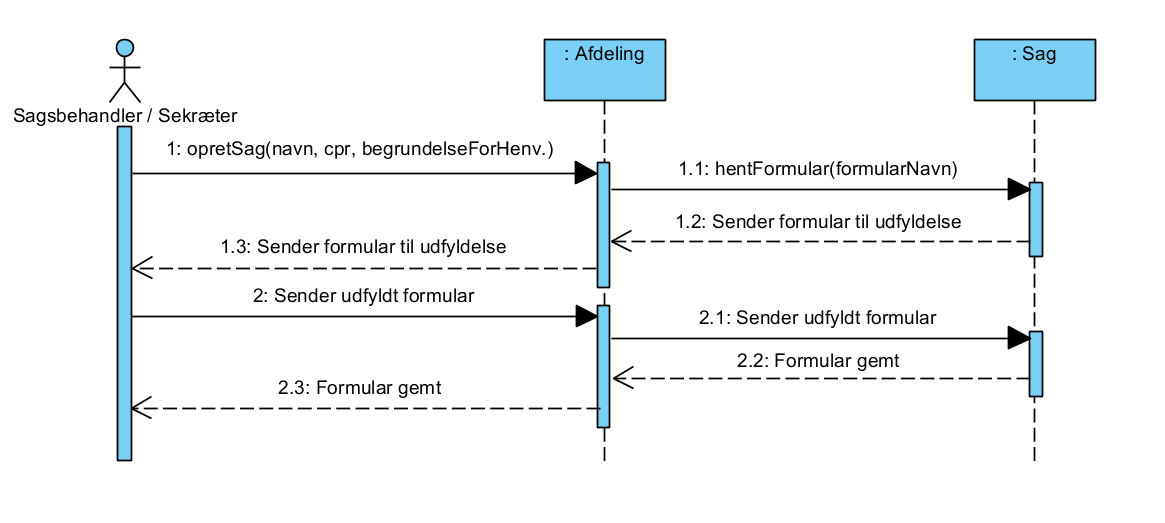 : Afdeling
: Sag
Sagsbehandler / Sekræter
1: opretSag(navn, cpr, begrundelseForHenv.)
1.1: hentFormular(formularNavn)
1.2: Sender formular til udfyldelse
1.3: Sender formular til udfyldelse
2: Sender udfyldt formular
2.1: Sender udfyldt formular
2.2: Formular gemt
2.3: Formular gemt